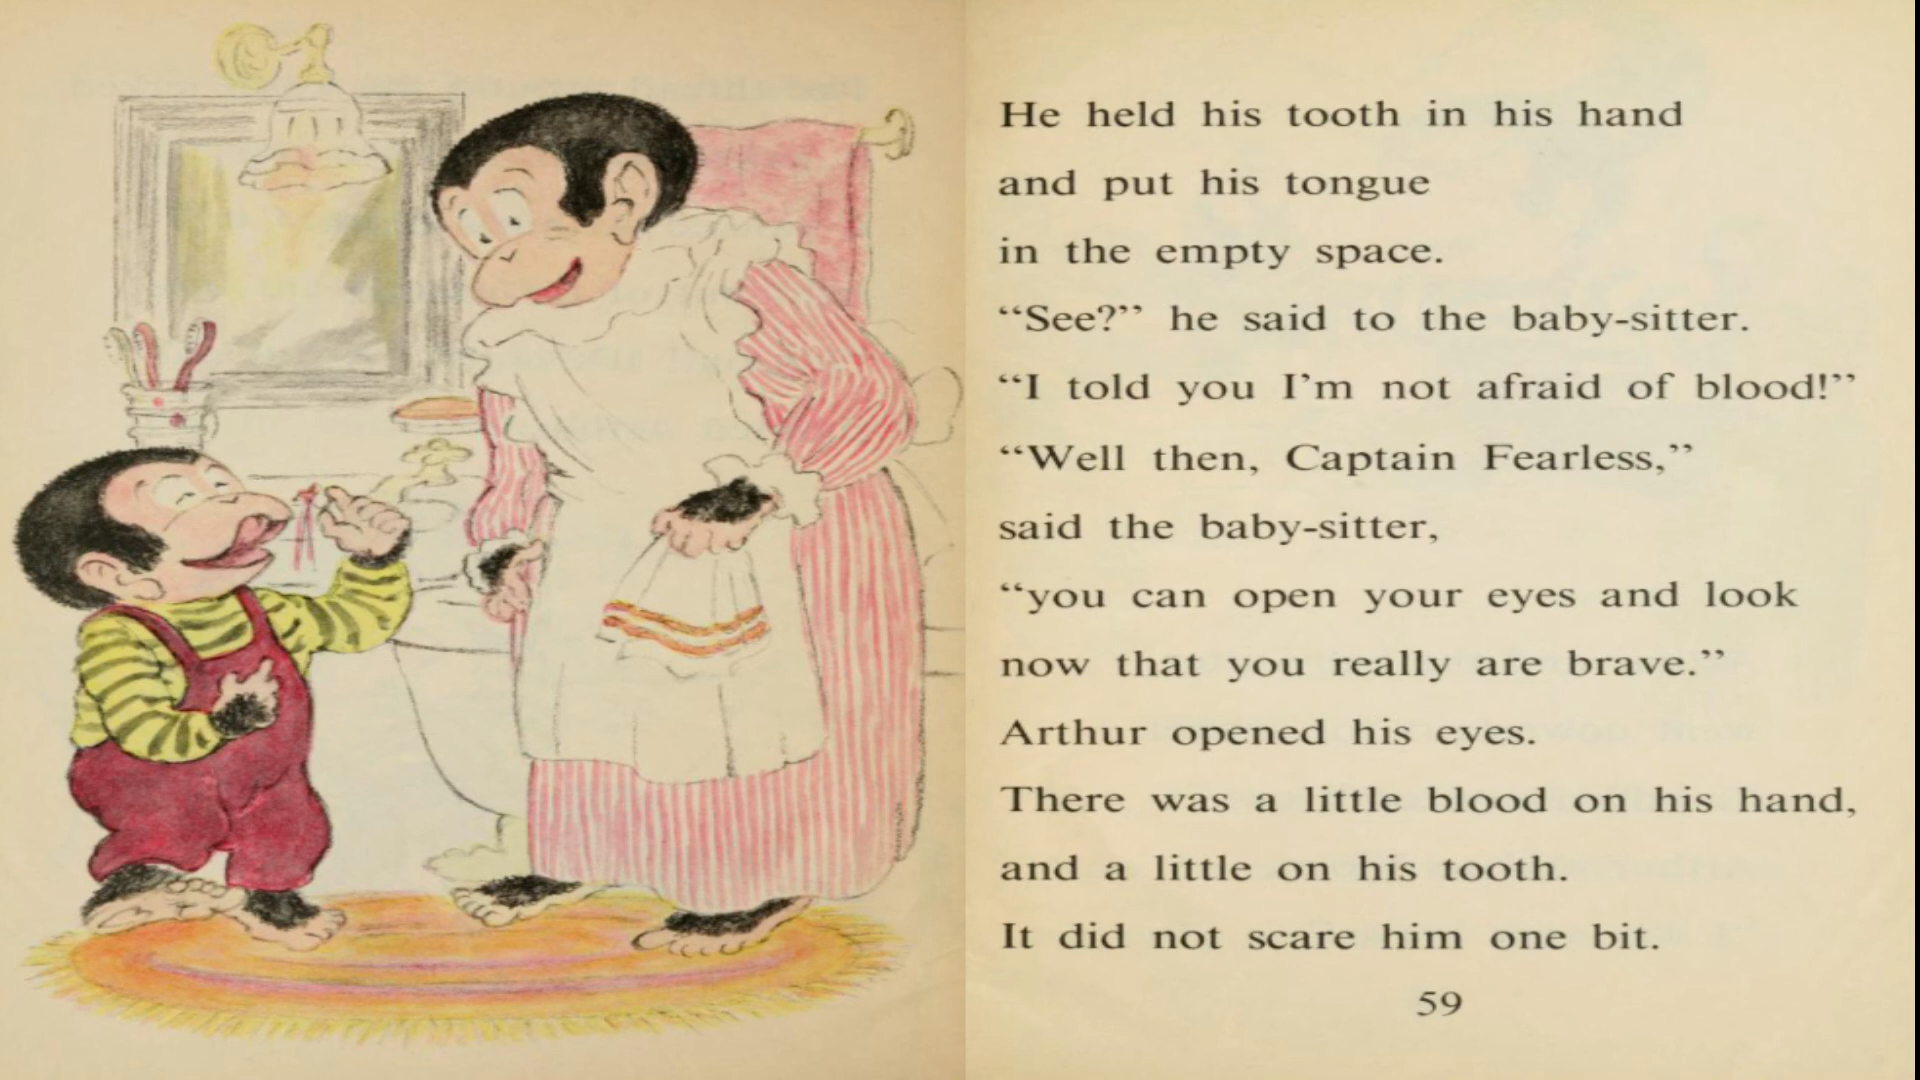 He held his tooth in his hand
and put his tongue
in the empty space.
“See?” he said to the baby-sitter.
“I told you I’m not afraid of blood!”
“Well then, Captain Fearless,”
said the baby-sitter,
“you can open your eyes and look
now that you really are brave.”
Arthur opened his eyes.
There was a little blood on his hand,
and a little on his tooth.
It did not scare him one bit.
59